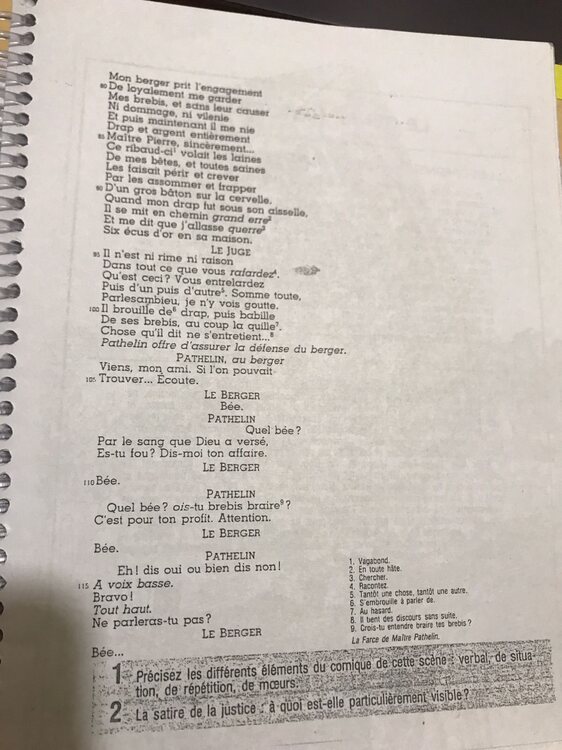 Mon berger prit l'engagement
80 De loyalement me garder
Mes brebis, et sans leur causer
Ni dommage, ni vilenie
Et puis maintenant il me nie
Drap et argent entièrement
85 Maître Pierre, sincèrement...
Ce ribaud-ci¹ volait les laines
De mes bêtes, et toutes saines
Les faisait périr et crever
Par les assommer et frapper
90 D'un gros bâton sur la cervelle.
Quand mon drap fut sous son aisselle,
Il se mit en chemin grand erre²
Et me dit que j'allasse querre³
Six écus d'or en sa maison.
LE JUGE
95 Il n'est ni rime ni raison
Dans tout ce que vous rafardez⁴.
Qu'est ceci? Vous entrelardez
Puis d'un puis d'autre⁵. Somme toute,
Parlesambieu, je n'y vois goutte.
100 Il brouille de⁶ drap, puis babille
De ses brebis, au coup la quille⁷.
Chose qu'il dit ne s'entretient...⁸
Pathelin offre d'assurer la défense du berger.
PATHELIN, au berger
Viens, mon ami. Si l'on pouvait
105 Trouver... Écoute.
LE BERGER
Bée.
PATHELIN
Quel bée?
Par le sang que Dieu a versé,
Es-tu fou? Dis-moi ton affaire.
LE BERGER
110 Bée.
PATHELIN
Quel bée? ois-tu brebis braire⁹?
C'est pour ton profit. Attention.
LE BERGER
Bée.
PATHELIN
Eh! dis oui ou bien dis non!
115 A voix basse.
Bravo!
Tout haut.
Ne parleras-tu pas?
LE BERGER
Bée...
1. Vagabond.
2. En toute hâte.
3. Chercher.
4. Racontez.
5. Tantôt une chose, tantôt une autre.
6. S'embrouille à parler de.
7. Au hasard.
8. Il tient des discours sans suite.
9. Crois-tu entendre braire tes brebis?
La Farce de Maître Pathelin.
1 Précisez les différents éléments du comique de cette scène : verbal, de situa-
tion, de répétition, de mœurs.
2 La satire de la justice : à quoi est-elle particulièrement visible?